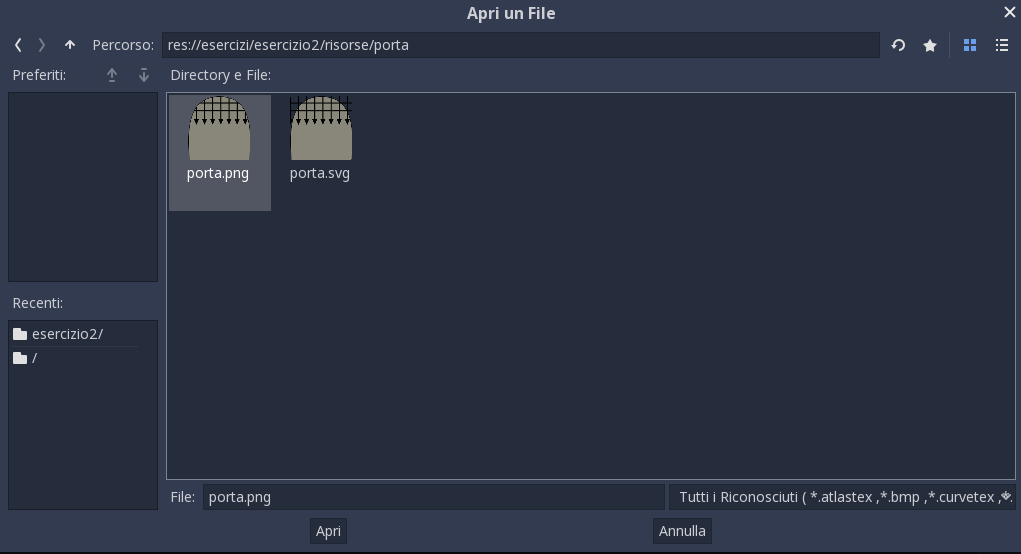 Apri un File
Percorso: res://esercizi/esercizio2/risorse/porta
Preferiti:
Directory e File:
porta.png
porta.svg
Recenti:
esercizio2/
/
File: porta.png
Tutti i Riconosciuti ( *.atlastex ,*.bmp ,*.curvetex ,*.
Apri
Annulla